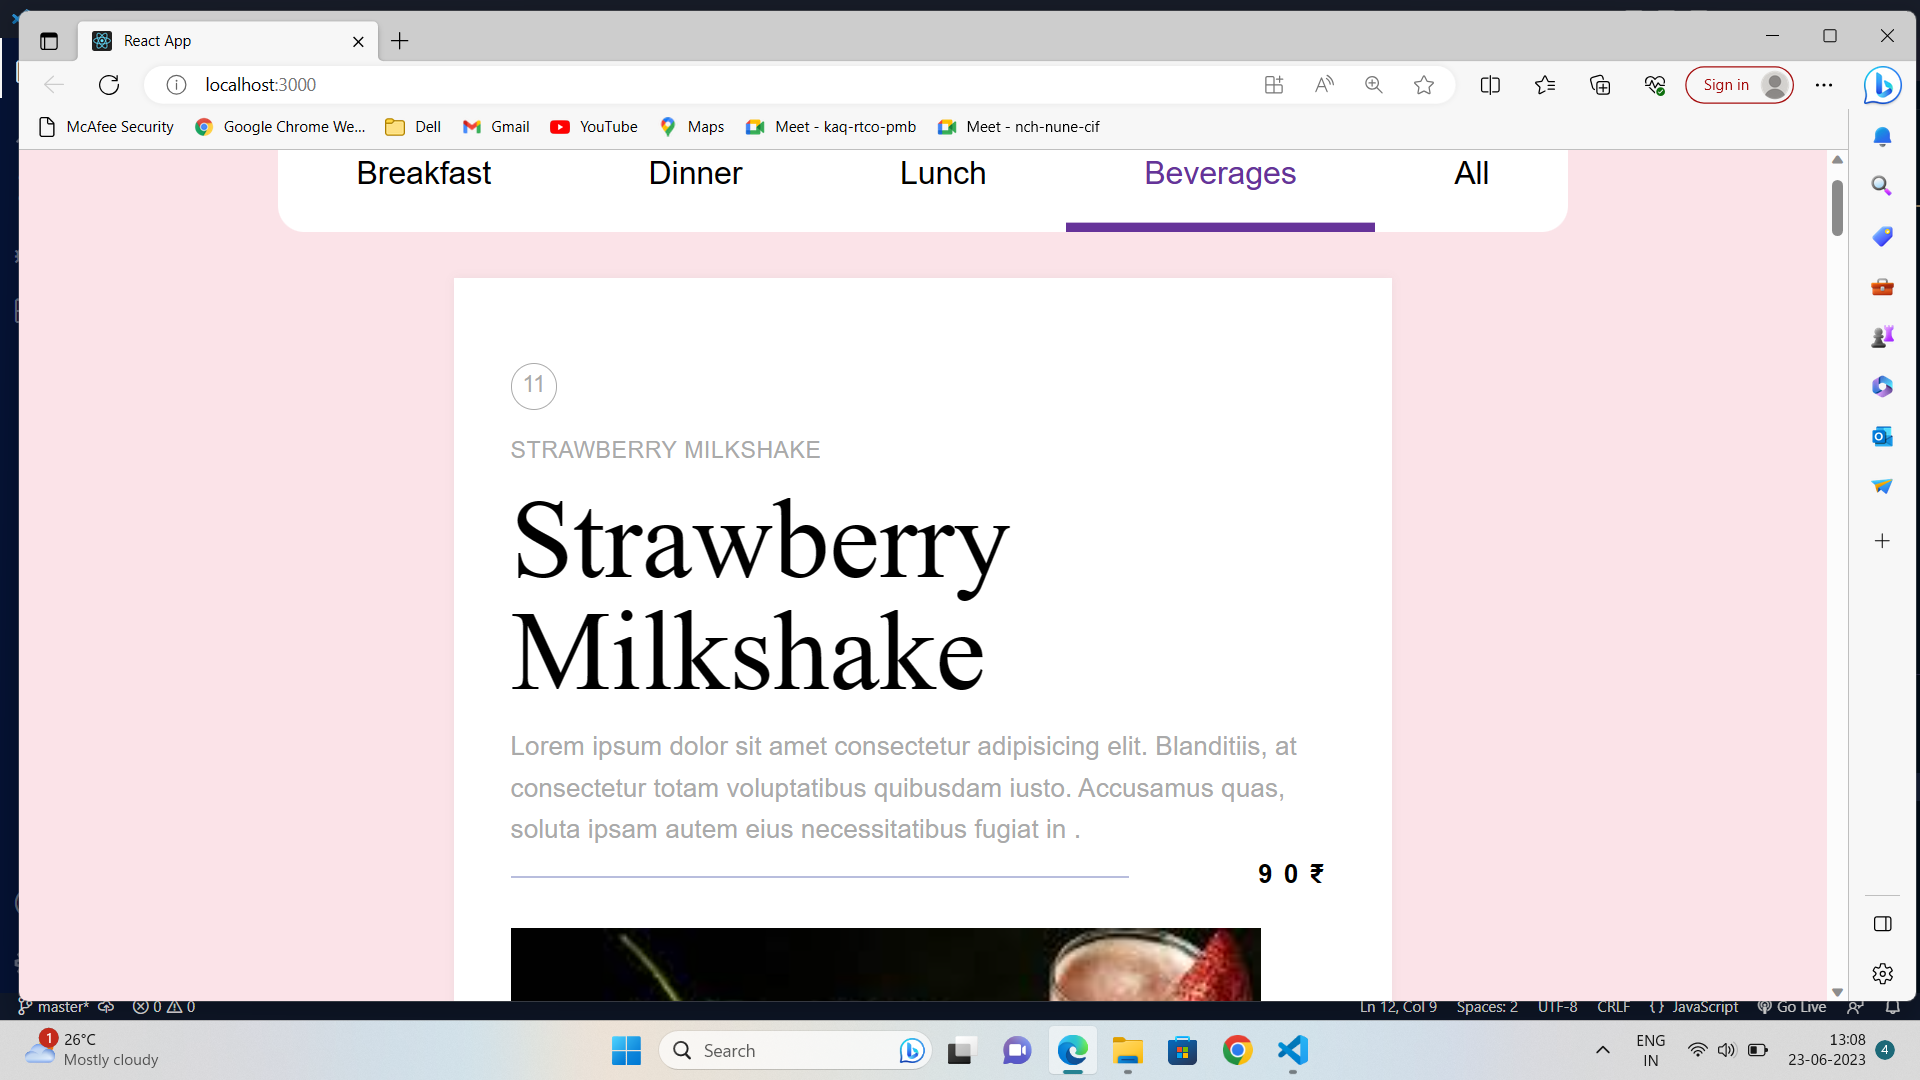 React App
localhost:3000
Sign in
McAfee Security
Google Chrome We...
Dell
Gmail
YouTube
Maps
Meet - kaq-rtco-pmb
Meet - nch-nune-cif
Breakfast
Dinner
Lunch
Beverages
All
11
STRAWBERRY MILKSHAKE
Strawberry
Milkshake
Lorem ipsum dolor sit amet consectetur adipisicing elit. Blanditiis, at
consectetur totam voluptatibus quibusdam iusto. Accusamus quas,
soluta ipsam autem eius necessitatibus fugiat in .
9 0 ₹
master*
0
0
Ln 12, Col 9
Spaces: 2
UTF-8
CRLF
{} JavaScript
Go Live
1
26°C
Mostly cloudy
Search
ENG
IN
13:08
23-06-2023
4